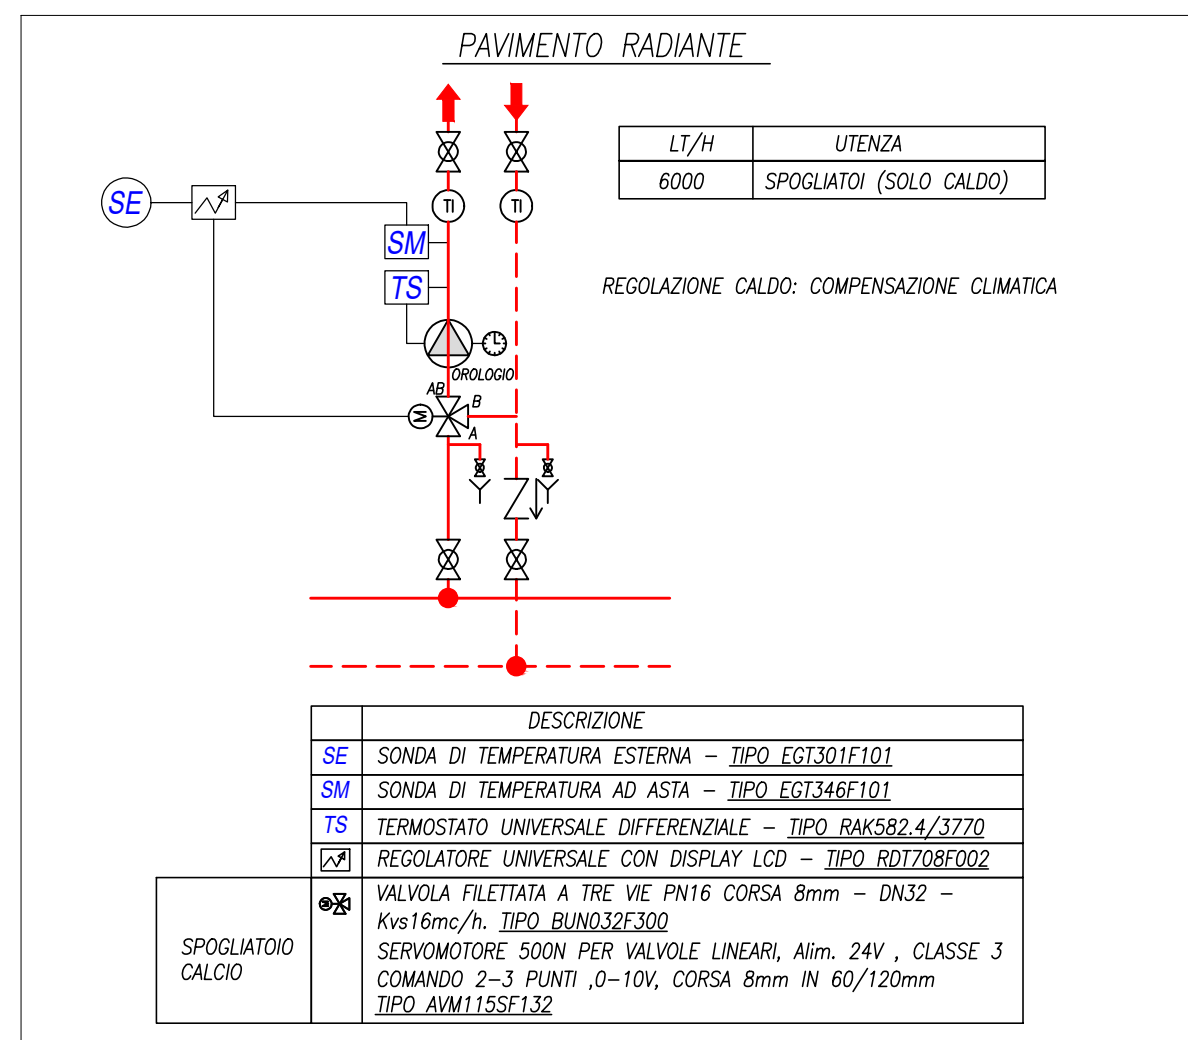 PAVIMENTO RADIANTE
LT/H UTENZA
6000 SPOGLIATOI (SOLO CALDO)
SE
TI TI
SM
REGOLAZIONE CALDO: COMPENSAZIONE CLIMATICA
TS
OROLOGIO
AB
B
M
A
DESCRIZIONE
SE SONDA DI TEMPERATURA ESTERNA – TIPO EGT301F101
SM SONDA DI TEMPERATURA AD ASTA – TIPO EGT346F101
TS TERMOSTATO UNIVERSALE DIFFERENZIALE – TIPO RAK582.4/3770
REGOLATORE UNIVERSALE CON DISPLAY LCD – TIPO RDT708F002
SPOGLIATOIO
CALCIO
M
VALVOLA FILETTATA A TRE VIE PN16 CORSA 8mm – DN32 –
Kvs16mc/h. TIPO BUN032F300
SERVOMOTORE 500N PER VALVOLE LINEARI, Alim. 24V , CLASSE 3
COMANDO 2–3 PUNTI ,0–10V, CORSA 8mm IN 60/120mm
TIPO AVM115SF132